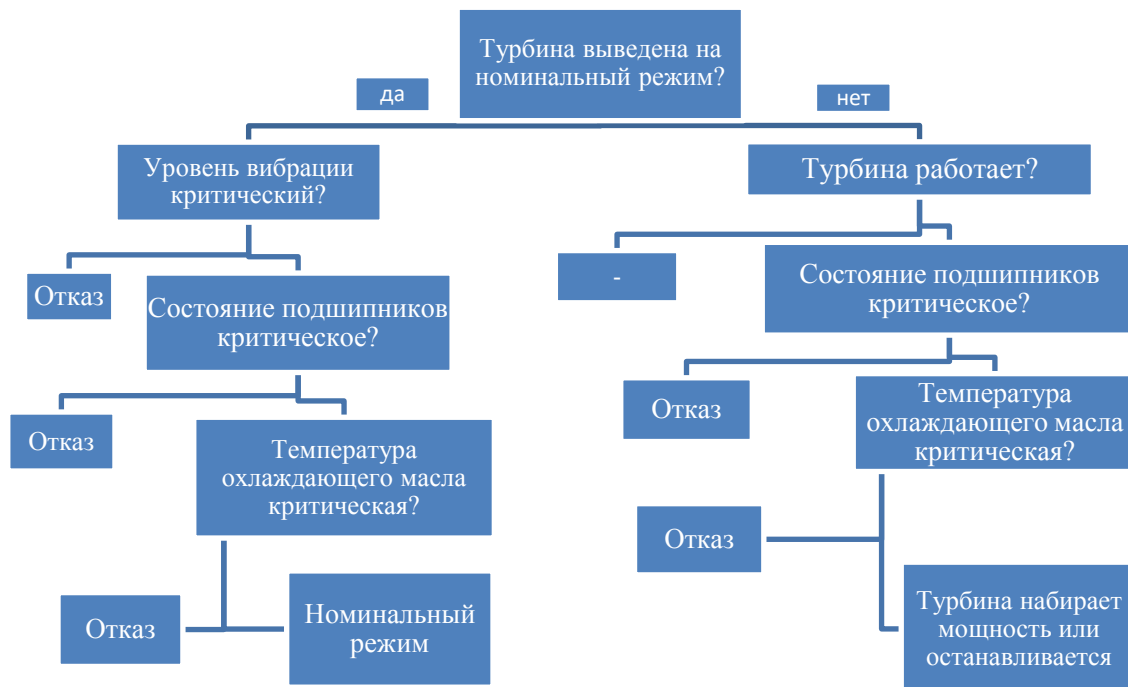 Турбина выведена на
номинальный режим?
да
нет
Уровень вибрации
критический?
Турбина работает?
Отказ
Состояние подшипников
критическое?
-
Состояние подшипников
критическое?
Отказ
Температура
охлаждающего масла
критическая?
Отказ
Температура
охлаждающего масла
критическая?
Отказ
Номинальный
режим
Отказ
Турбина набирает
мощность или
останавливается